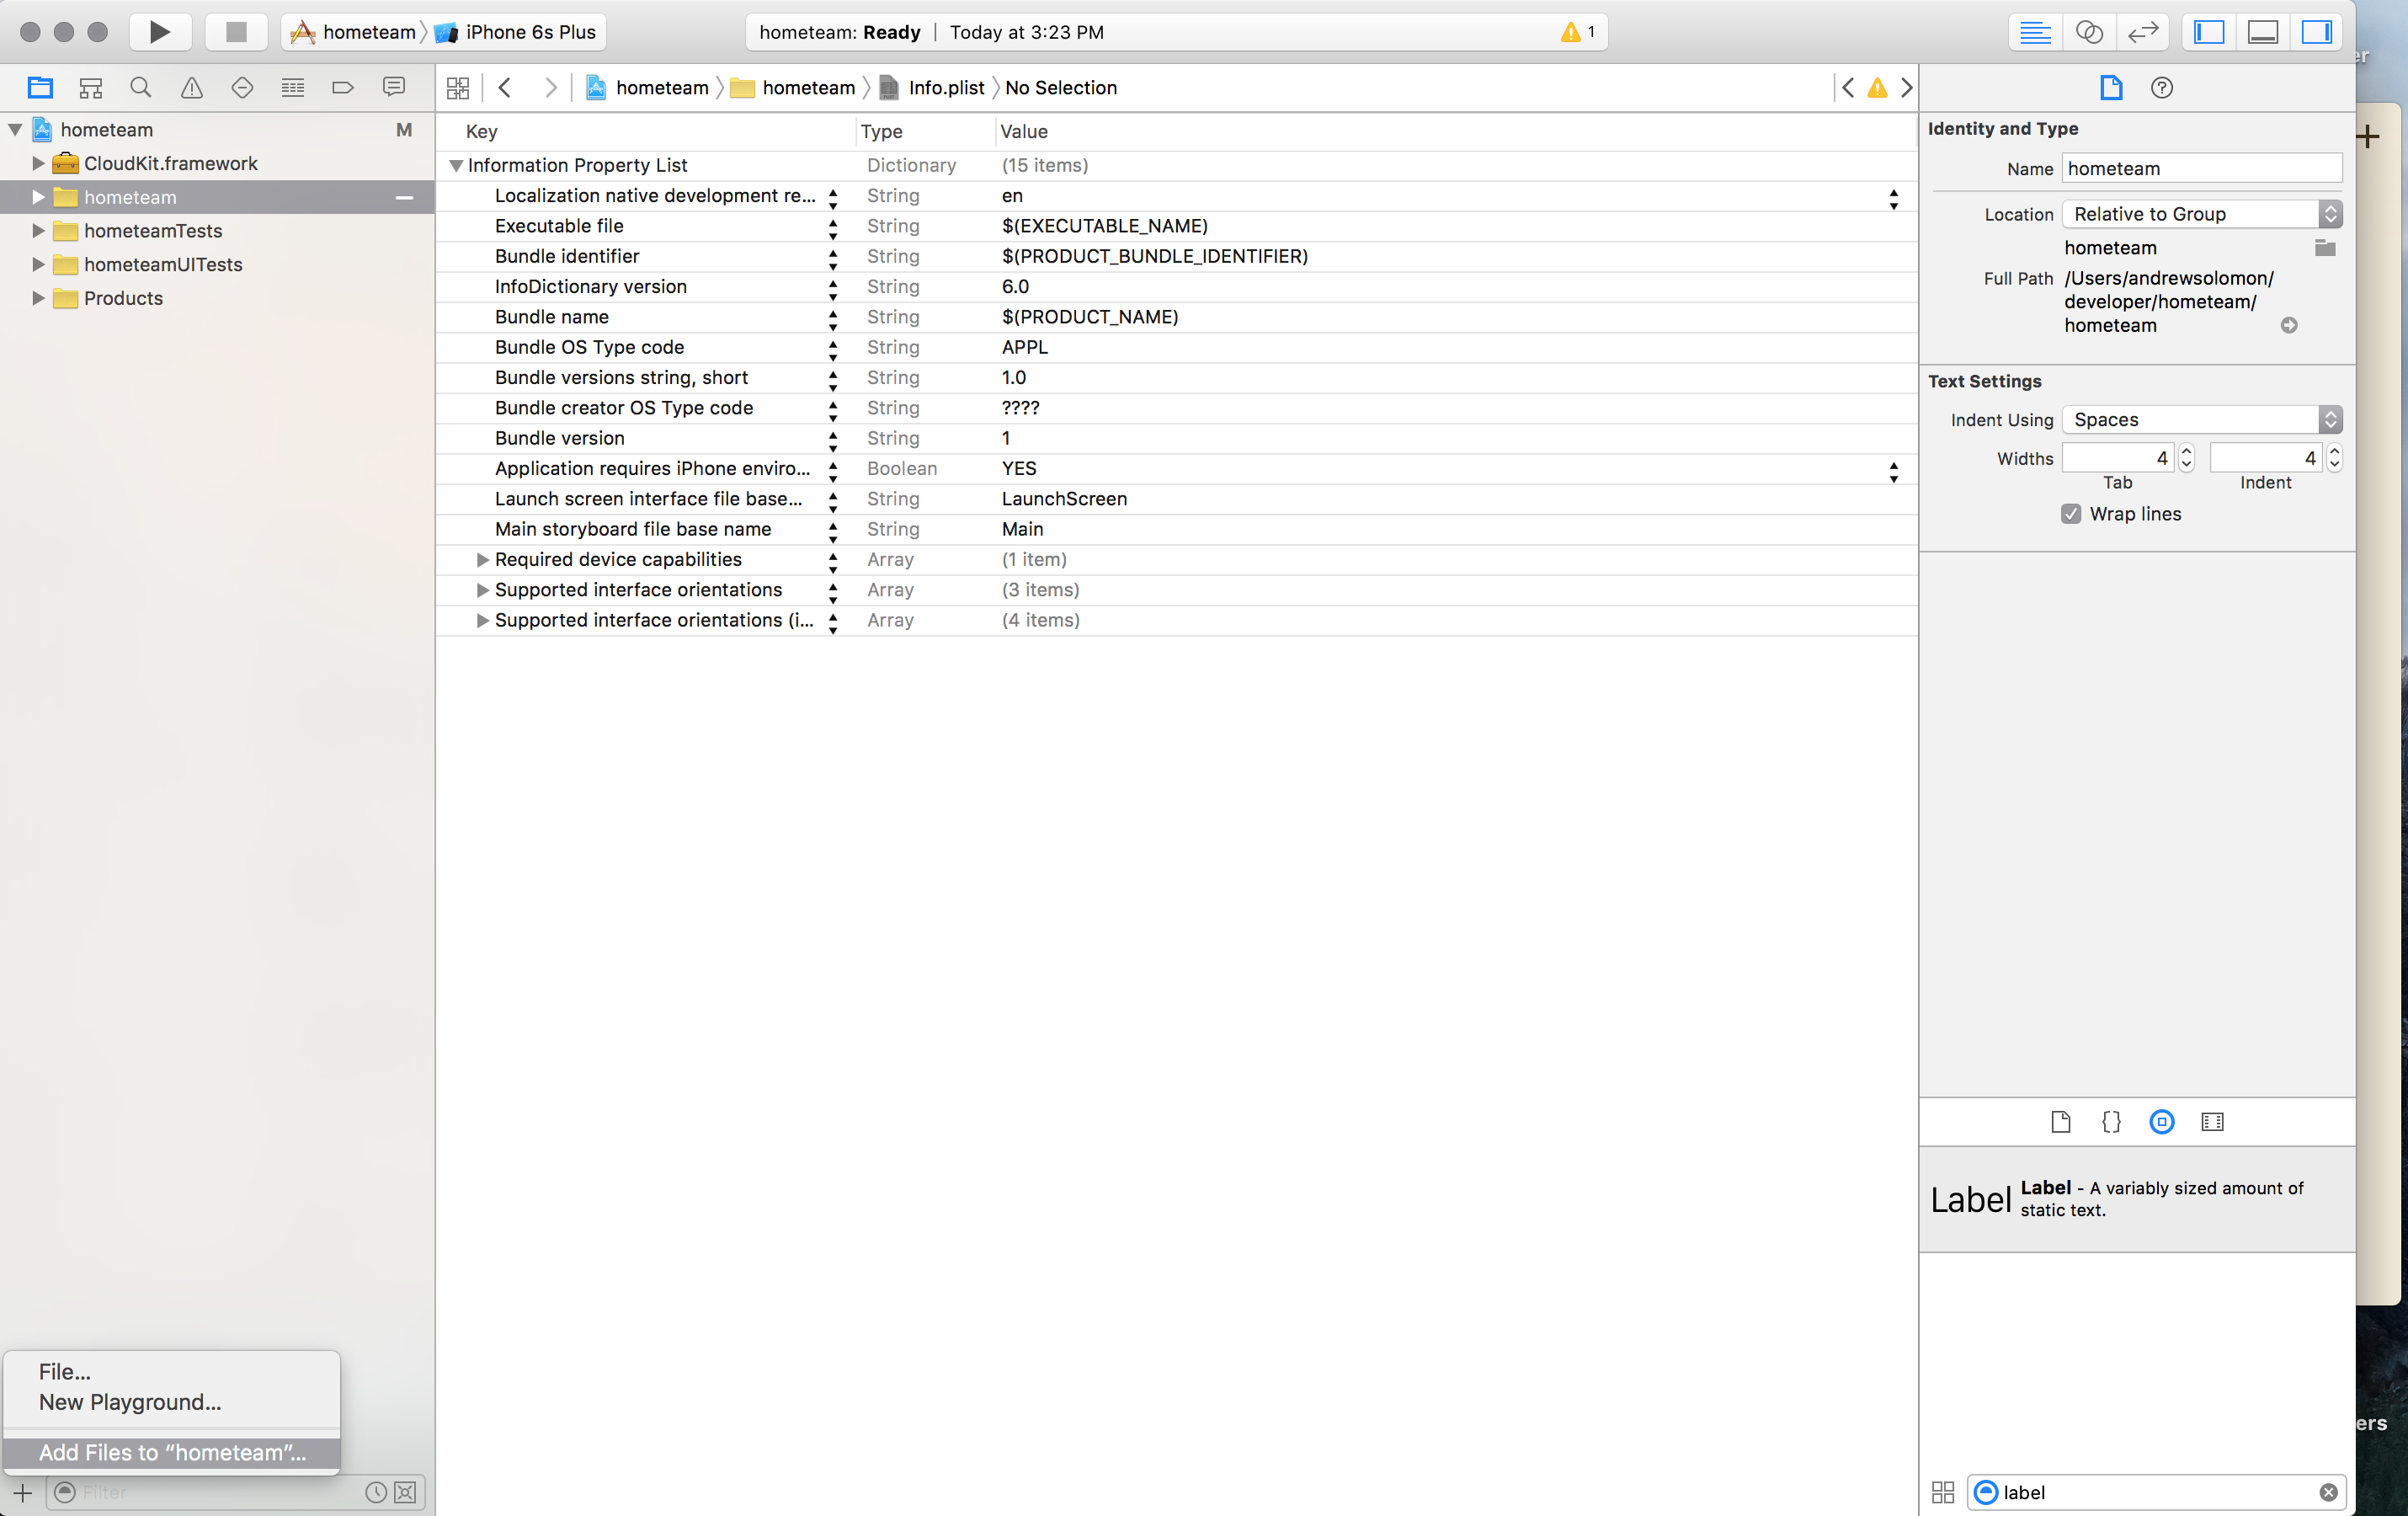 hometeam iPhone 6s Plus
hometeam: Ready | Today at 3:23 PM 1
hometeam hometeam Info.plist No Selection
hometeam M
CloudKit.framework
hometeam
hometeamTests
hometeamUITests
Products
Key Type Value
Information Property List Dictionary (15 items)
Localization native development re... String en
Executable file String $(EXECUTABLE_NAME)
Bundle identifier String $(PRODUCT_BUNDLE_IDENTIFIER)
InfoDictionary version String 6.0
Bundle name String $(PRODUCT_NAME)
Bundle OS Type code String APPL
Bundle versions string, short String 1.0
Bundle creator OS Type code String ????
Bundle version String 1
Application requires iPhone enviro... Boolean YES
Launch screen interface file base... String LaunchScreen
Main storyboard file base name String Main
Required device capabilities Array (1 item)
Supported interface orientations Array (3 items)
Supported interface orientations (i... Array (4 items)
Identity and Type
Name hometeam
Location Relative to Group
hometeam
Full Path /Users/andrewsolomon/
developer/hometeam/
hometeam
Text Settings
Indent Using Spaces
Widths 4 4
Tab Indent
Wrap lines
Label Label - A variably sized amount of
static text.
label
File...
New Playground...
Add Files to “hometeam”...
Filter
er
ers